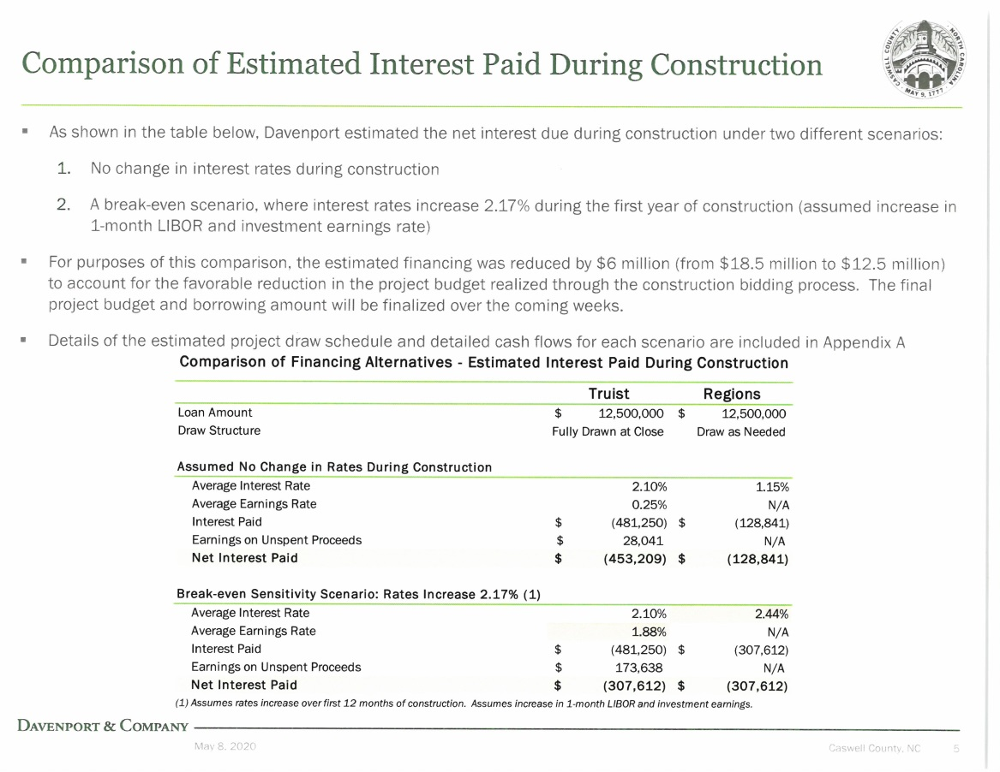 Comparison of Estimated Interest Paid During Construction
CASWELL COUNTY, NORTH CAROLINA
MAY 9, 1777
▪ As shown in the table below, Davenport estimated the net interest due during construction under two different scenarios:
1. No change in interest rates during construction
2. A break-even scenario, where interest rates increase 2.17% during the first year of construction (assumed increase in
1-month LIBOR and investment earnings rate)
▪ For purposes of this comparison, the estimated financing was reduced by $6 million (from $18.5 million to $12.5 million)
to account for the favorable reduction in the project budget realized through the construction bidding process. The final
project budget and borrowing amount will be finalized over the coming weeks.
▪ Details of the estimated project draw schedule and detailed cash flows for each scenario are included in Appendix A
Comparison of Financing Alternatives - Estimated Interest Paid During Construction
Truist Regions
Loan Amount $ 12,500,000 $ 12,500,000
Draw Structure Fully Drawn at Close Draw as Needed
Assumed No Change in Rates During Construction
Average Interest Rate 2.10% 1.15%
Average Earnings Rate 0.25% N/A
Interest Paid $ (481,250) $ (128,841)
Earnings on Unspent Proceeds $ 28,041 N/A
Net Interest Paid $ (453,209) $ (128,841)
Break-even Sensitivity Scenario: Rates Increase 2.17% (1)
Average Interest Rate 2.10% 2.44%
Average Earnings Rate 1.88% N/A
Interest Paid $ (481,250) $ (307,612)
Earnings on Unspent Proceeds $ 173,638 N/A
Net Interest Paid $ (307,612) $ (307,612)
(1) Assumes rates increase over first 12 months of construction. Assumes increase in 1-month LIBOR and investment earnings.
DAVENPORT & COMPANY
May 8, 2020 Caswell County, NC 5